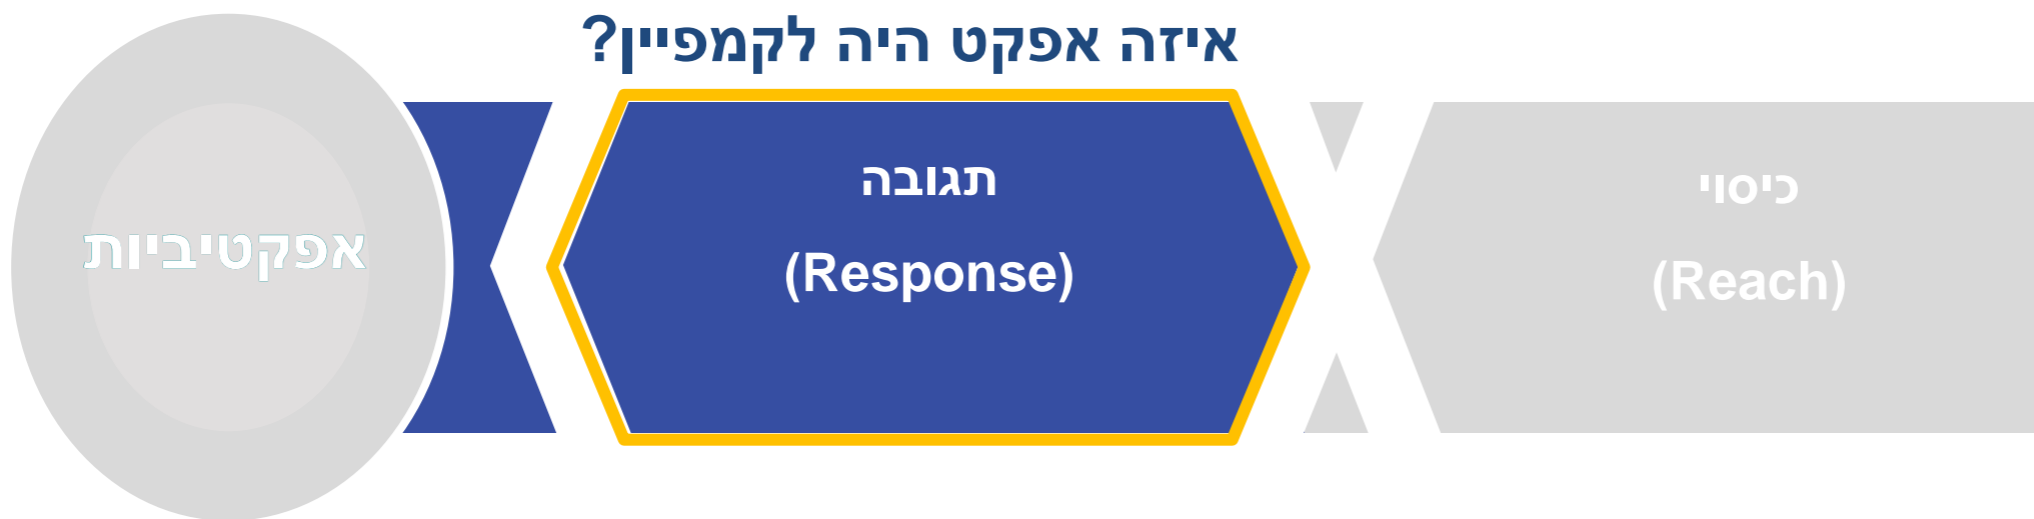 איזה אפקט היה לקמפיין?
כיסוי
(Reach)
תגובה
(Response)
אפקטיביות